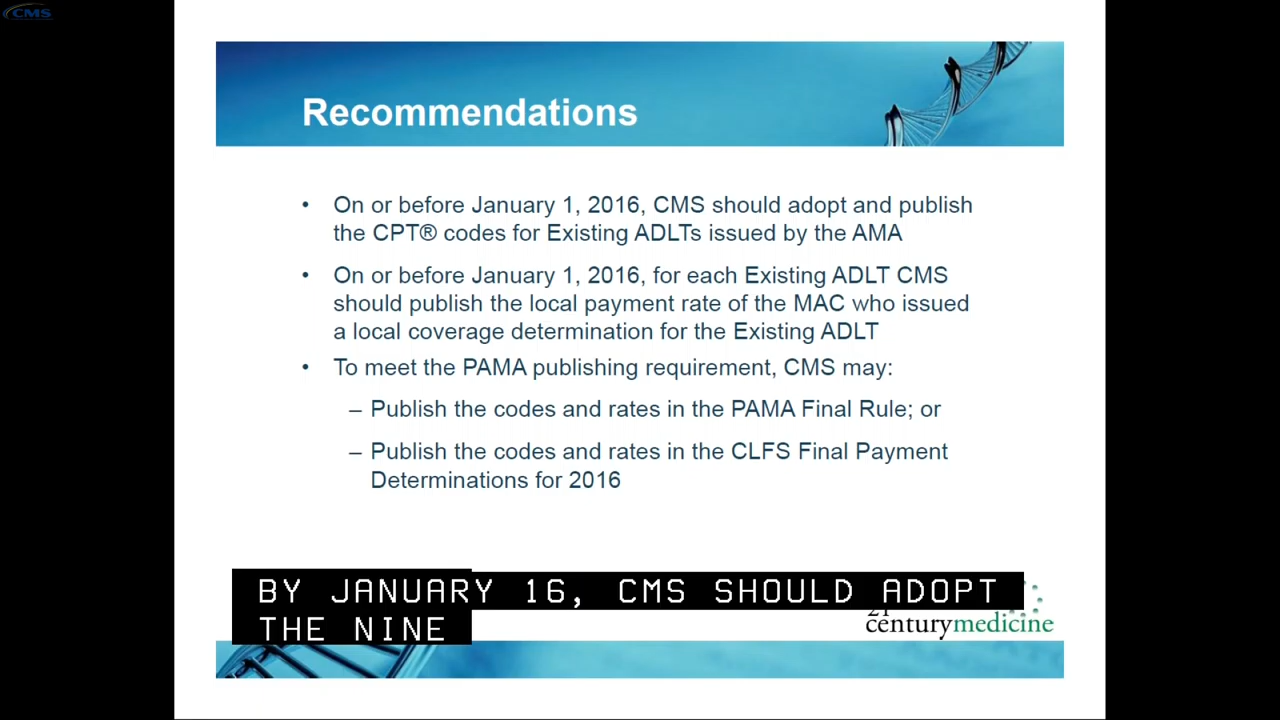 CMS
Recommendations
• On or before January 1, 2016, CMS should adopt and publish
the CPT® codes for Existing ADLTs issued by the AMA
• On or before January 1, 2016, for each Existing ADLT CMS
should publish the local payment rate of the MAC who issued
a local coverage determination for the Existing ADLT
• To meet the PAMA publishing requirement, CMS may:
– Publish the codes and rates in the PAMA Final Rule; or
– Publish the codes and rates in the CLFS Final Payment
Determinations for 2016
BY JANUARY 16, CMS SHOULD ADOPT
THE NINE
centurymedicine